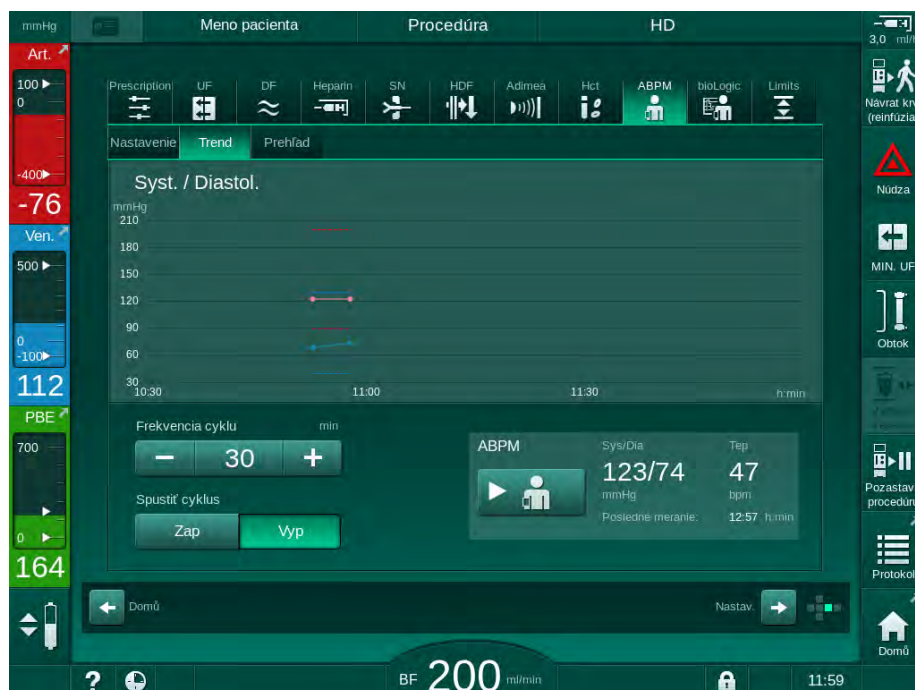 mmHg
Meno pacienta
Procedúra
HD
3,0 ml/h
Art.
100
0
-400
-76
Ven.
500
0
-100
112
PBE
700
0
164
Prescription
UF
DF
Heparin
SN
HDF
Adimea
Hct
ABPM
bioLogic
Limits
Nastavenie
Trend
Prehľad
Syst. / Diastol.
mmHg
210
180
150
120
90
60
30
10:30
11:00
11:30
h:min
Frekvencia cyklu
min
30
Spustiť cyklus
Zap
Vyp
ABPM
Sys/Dia
Tep
123/74
47
mmHg
bpm
Posledné meranie:
12:57 h:min
Domů
Nastav.
Návrat krv
(reinfúzia
Núdza
MIN. UF
Obtok
Pozastav
procedúr
Protokol
Domů
?
BF 200 ml/min
11:59